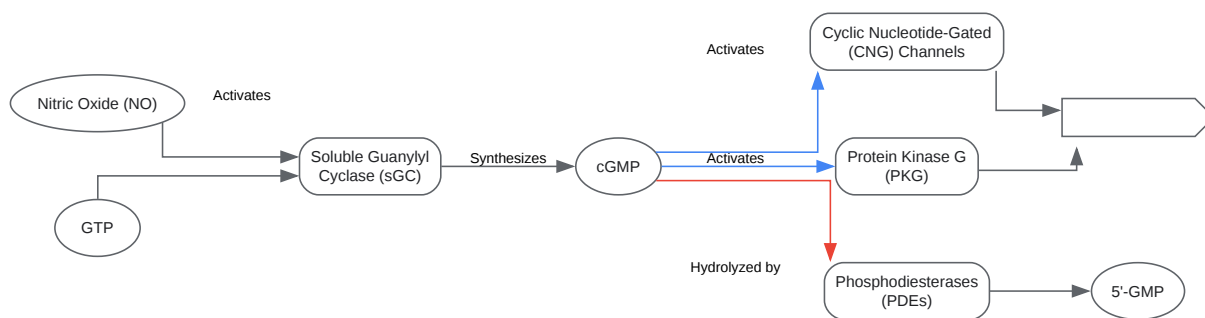 Nitric Oxide (NO)
Activates
GTP
Soluble Guanylyl
Cyclase (sGC)
Synthesizes
cGMP
Activates
Cyclic Nucleotide-Gated
(CNG) Channels
Activates
Protein Kinase G
(PKG)
Hydrolyzed by
Phosphodiesterases
(PDEs)
5'-GMP